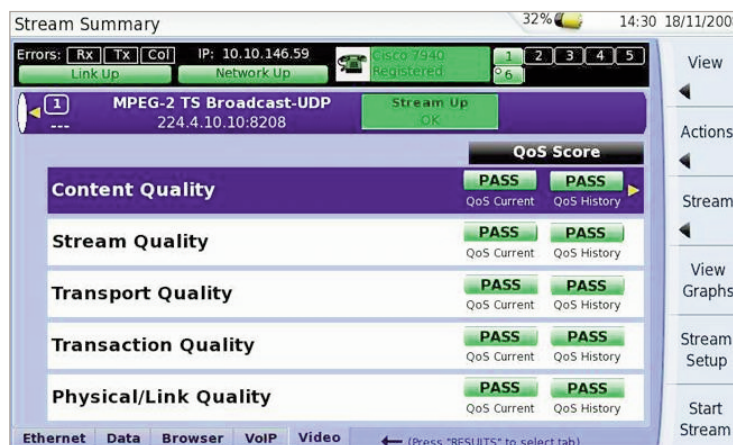 Stream Summary 32% 14:30 18/11/200
Errors: Rx Tx Col IP: 10.10.146.59 Cisco 7940 1 2 3 4 5
Link Up Network Up Registered 6
1 MPEG-2 TS Broadcast-UDP Stream Up
--- 224.4.10.10:8208 OK
QoS Score
Content Quality PASS PASS
QoS Current QoS History
Stream Quality PASS PASS
QoS Current QoS History
Transport Quality PASS PASS
QoS Current QoS History
Transaction Quality PASS PASS
QoS Current QoS History
Physical/Link Quality PASS PASS
QoS Current QoS History
Ethernet Data Browser VoIP Video (Press "RESULTS" to select tab)
View
Actions
Stream
View
Graphs
Stream
Setup
Start
Stream